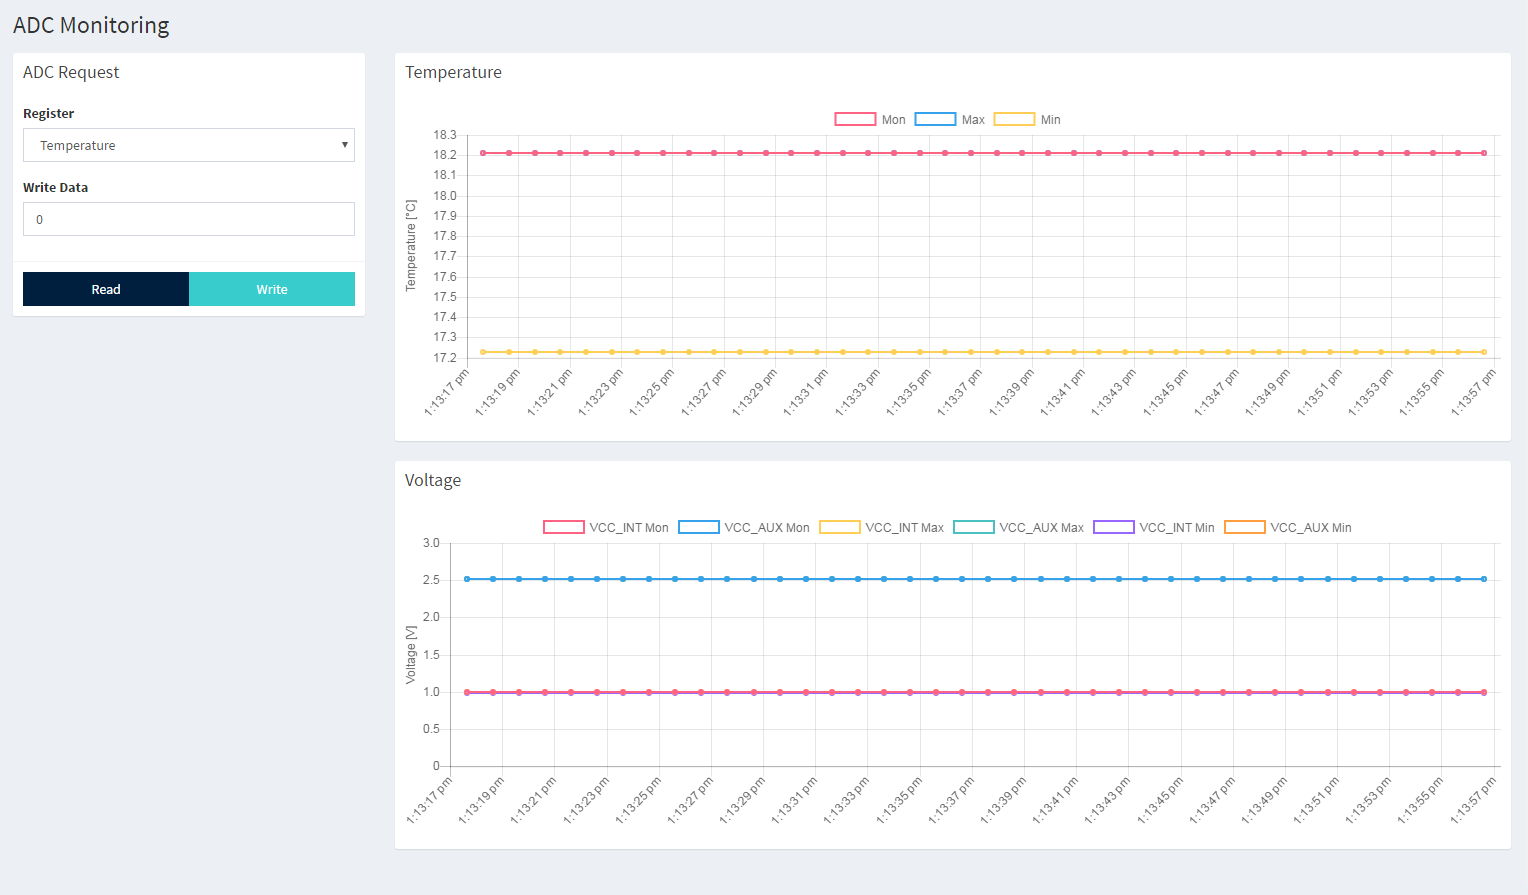 ADC Monitoring
ADC Request
Register
Temperature
Write Data
0
Read Write
Temperature
Mon Max Min
18.3
18.2
18.1
18.0
17.9
17.8
17.7
17.6
17.5
17.4
17.3
17.2
Temperature [°C]
1:13:17 pm 1:13:19 pm 1:13:21 pm 1:13:23 pm 1:13:25 pm 1:13:27 pm 1:13:29 pm 1:13:31 pm 1:13:33 pm 1:13:35 pm 1:13:37 pm 1:13:39 pm 1:13:41 pm 1:13:43 pm 1:13:45 pm 1:13:47 pm 1:13:49 pm 1:13:51 pm 1:13:53 pm 1:13:55 pm 1:13:57 pm
Voltage
VCC_INT Mon VCC_AUX Mon VCC_INT Max VCC_AUX Max VCC_INT Min VCC_AUX Min
3.0
2.5
2.0
1.5
1.0
0.5
0
Voltage [V]
1:13:17 pm 1:13:19 pm 1:13:21 pm 1:13:23 pm 1:13:25 pm 1:13:27 pm 1:13:29 pm 1:13:31 pm 1:13:33 pm 1:13:35 pm 1:13:37 pm 1:13:39 pm 1:13:41 pm 1:13:43 pm 1:13:45 pm 1:13:47 pm 1:13:49 pm 1:13:51 pm 1:13:53 pm 1:13:55 pm 1:13:57 pm